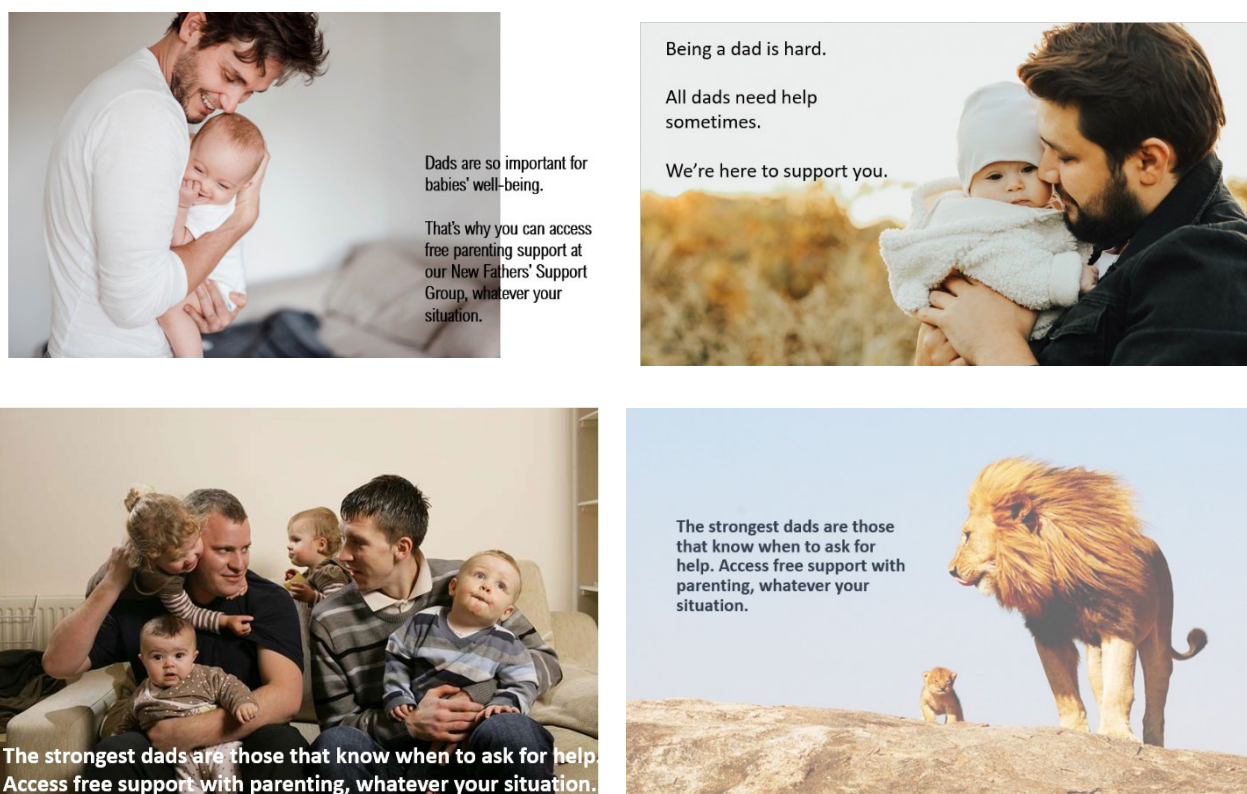 Dads are so important for
babies' well-being.
That's why you can access
free parenting support at
our New Fathers' Support
Group, whatever your
situation.
Being a dad is hard.
All dads need help
sometimes.
We're here to support you.
The strongest dads are those that know when to ask for help.
Access free support with parenting, whatever your situation.
The strongest dads are those
that know when to ask for
help. Access free support with
parenting, whatever your
situation.